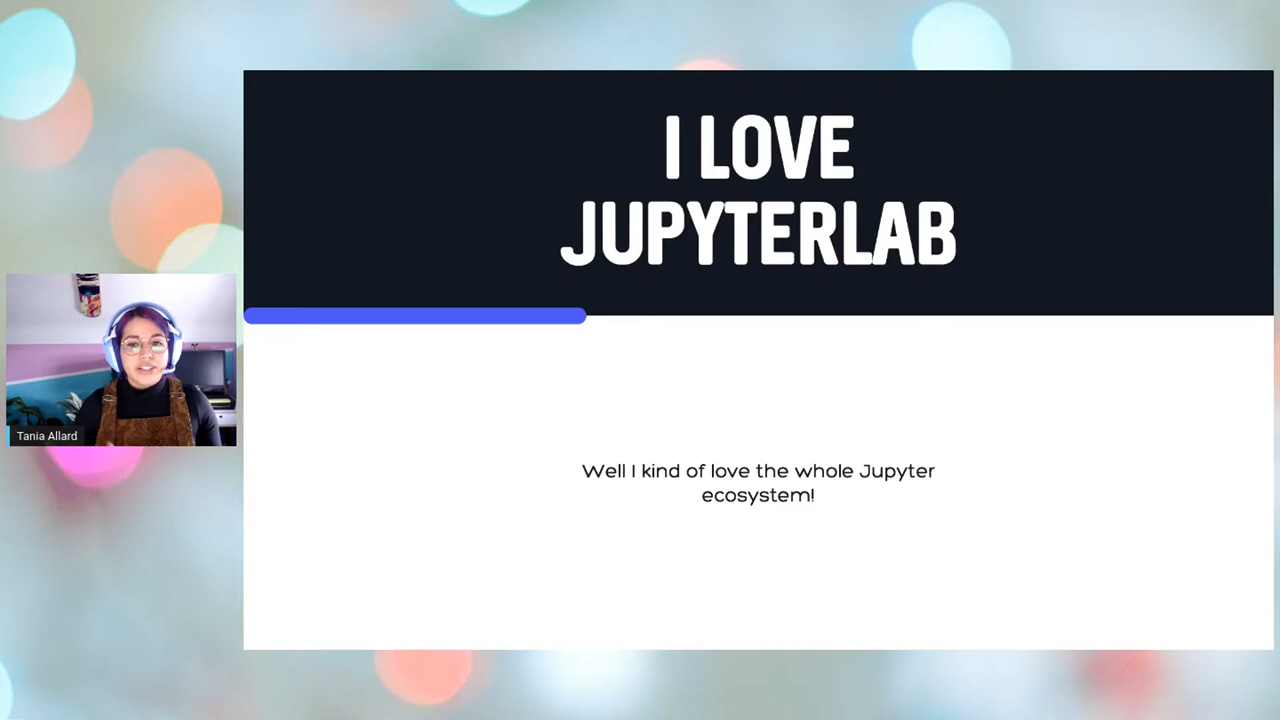 I LOVE
JUPYTERLAB
Well I kind of love the whole Jupyter
ecosystem!
Tania Allard